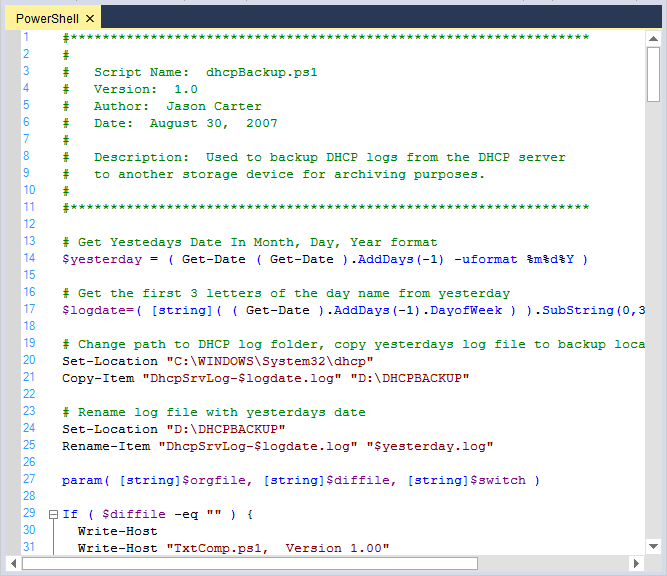 PowerShell ×
1 #****************************************************************
2 #
3 #   Script Name:  dhcpBackup.ps1
4 #   Version:  1.0
5 #   Author:  Jason Carter
6 #   Date:  August 30,  2007
7 #
8 #   Description:  Used to backup DHCP logs from the DHCP server
9 #   to another storage device for archiving purposes.
10 #
11 #****************************************************************
12
13 # Get Yestedays Date In Month, Day, Year format
14 $yesterday = ( Get-Date ( Get-Date ).AddDays(-1) -uformat %m%d%Y )
15
16 # Get the first 3 letters of the day name from yesterday
17 $logdate=( [string]( ( Get-Date ).AddDays(-1).DayofWeek ) ).SubString(0,3
18
19 # Change path to DHCP log folder, copy yesterdays log file to backup loca
20 Set-Location "C:\WINDOWS\System32\dhcp"
21 Copy-Item "DhcpSrvLog-$logdate.log" "D:\DHCPBACKUP"
22
23 # Rename log file with yesterdays date
24 Set-Location "D:\DHCPBACKUP"
25 Rename-Item "DhcpSrvLog-$logdate.log" "$yesterday.log"
26
27 param( [string]$orgfile, [string]$diffile, [string]$switch )
28
29 If ( $diffile -eq "" ) {
30   Write-Host
31   Write-Host "TxtComp.ps1,  Version 1.00"